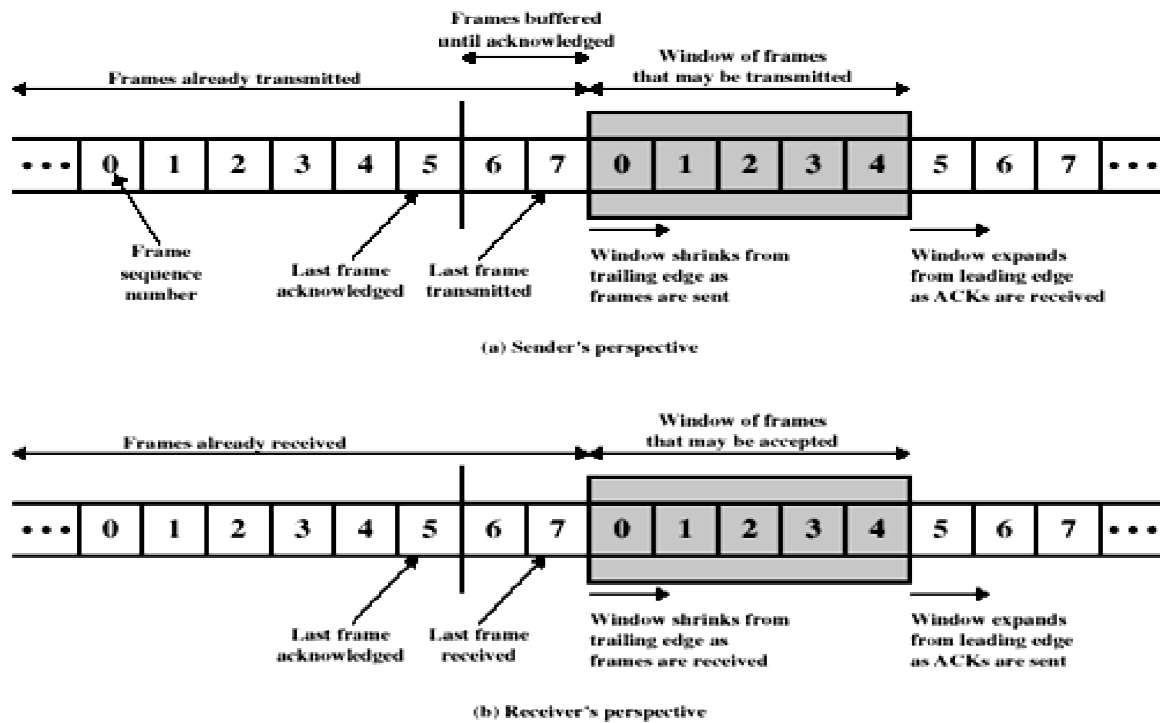 Frames buffered
until acknowledged
Window of frames
that may be transmitted
Frames already transmitted
••• 0 1 2 3 4 5 6 7 0 1 2 3 4 5 6 7 •••
Frame
sequence
number
Last frame
acknowledged
Last frame
transmitted
Window shrinks from
trailing edge as
frames are sent
Window expands
from leading edge
as ACKs are received
(a) Sender's perspective
Window of frames
that may be accepted
Frames already received
••• 0 1 2 3 4 5 6 7 0 1 2 3 4 5 6 7 •••
Last frame
acknowledged
Last frame
received
Window shrinks from
trailing edge as
frames are received
Window expands
from leading edge
as ACKs are sent
(b) Receiver's perspective